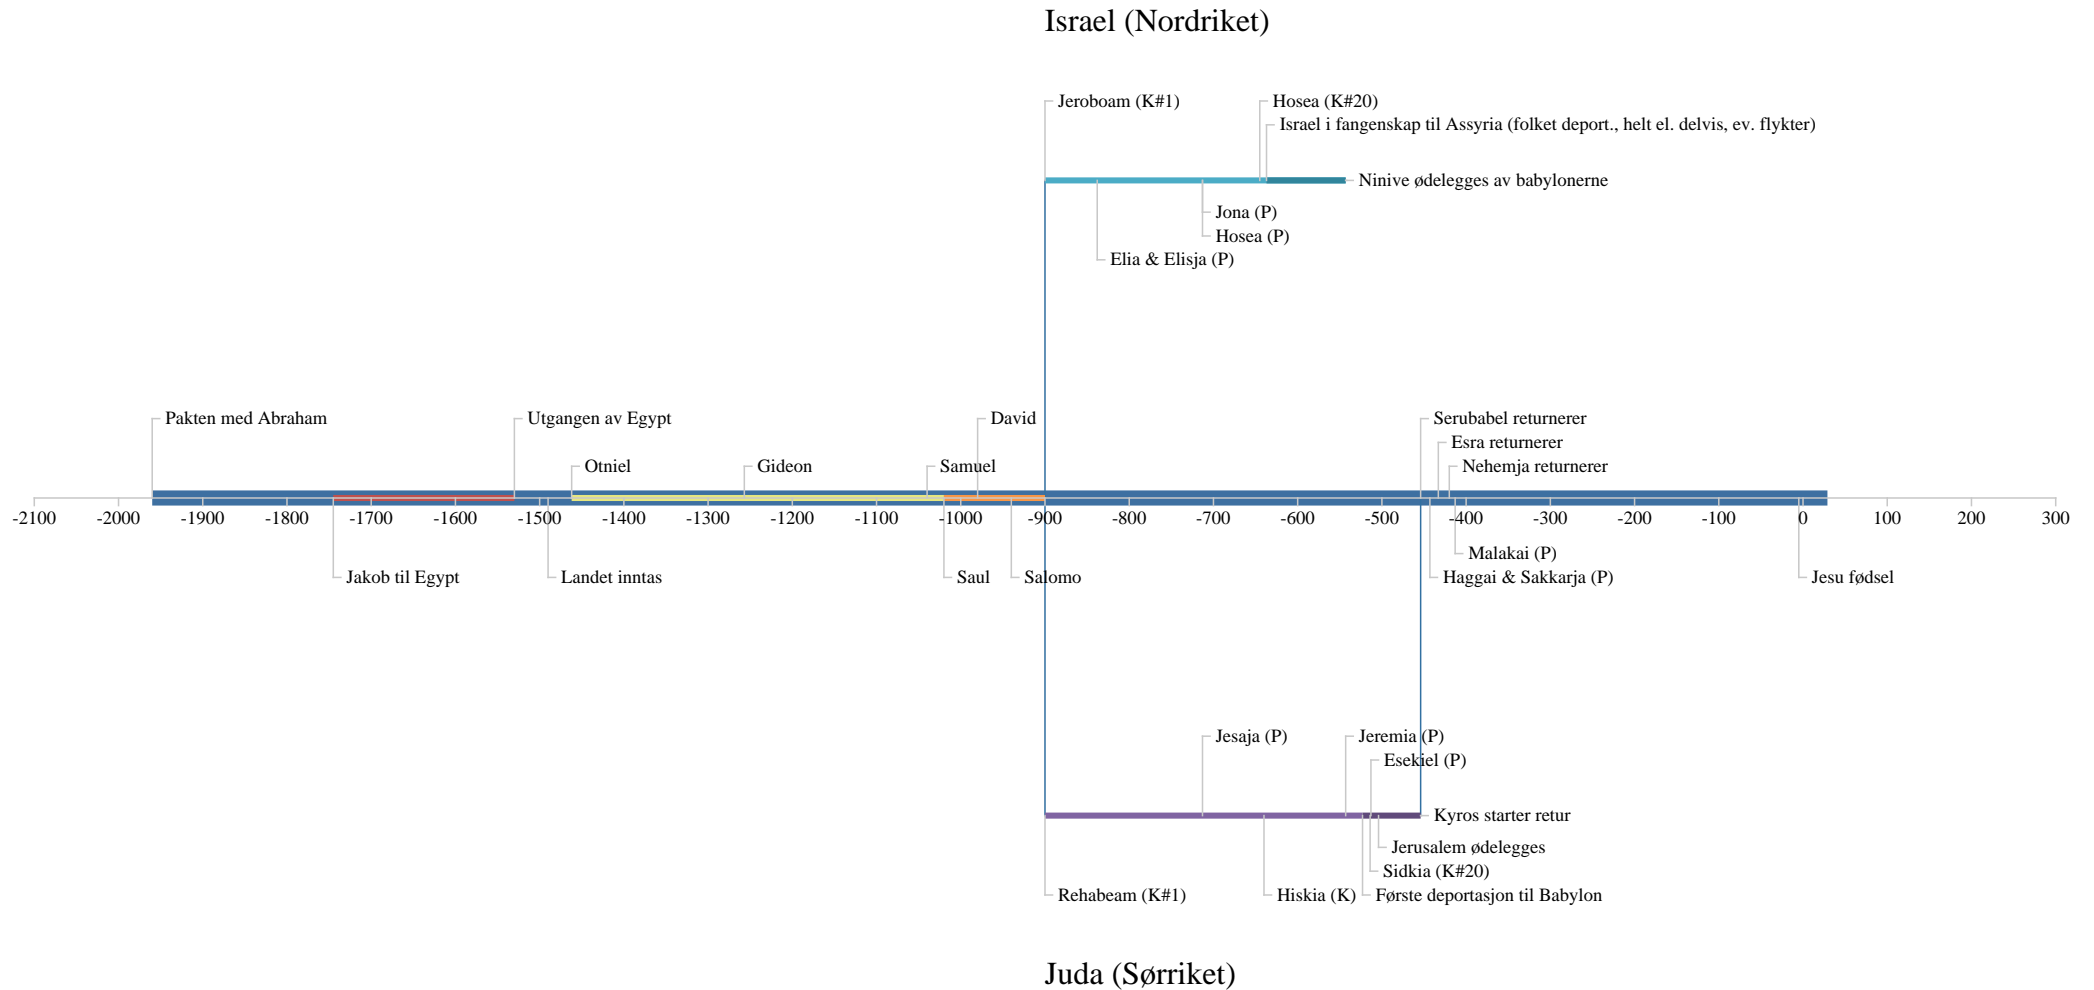 Israel (Nordriket)
Jeroboam (K#1)
Hosea (K#20)
Israel i fangenskap til Assyria (folket deport., helt el. delvis, ev. flykter)
Ninive ødelegges av babylonerne
Jona (P)
Hosea (P)
Elia & Elisja (P)
Pakten med Abraham
Utgangen av Egypt
David
Serubabel returnerer
Esra returnerer
Otniel
Gideon
Samuel
Nehemja returnerer
-2100 -2000 -1900 -1800 -1700 -1600 -1500 -1400 -1300 -1200 -1100 -1000 -900 -800 -700 -600 -500 -400 -300 -200 -100 0 100 200 300
Malakai (P)
Jakob til Egypt
Landet inntas
Saul
Salomo
Haggai & Sakkarja (P)
Jesu fødsel
Jesaja (P)
Jeremia (P)
Esekiel (P)
Kyros starter retur
Jerusalem ødelegges
Sidkia (K#20)
Rehabeam (K#1)
Hiskia (K)
Første deportasjon til Babylon
Juda (Sørriket)